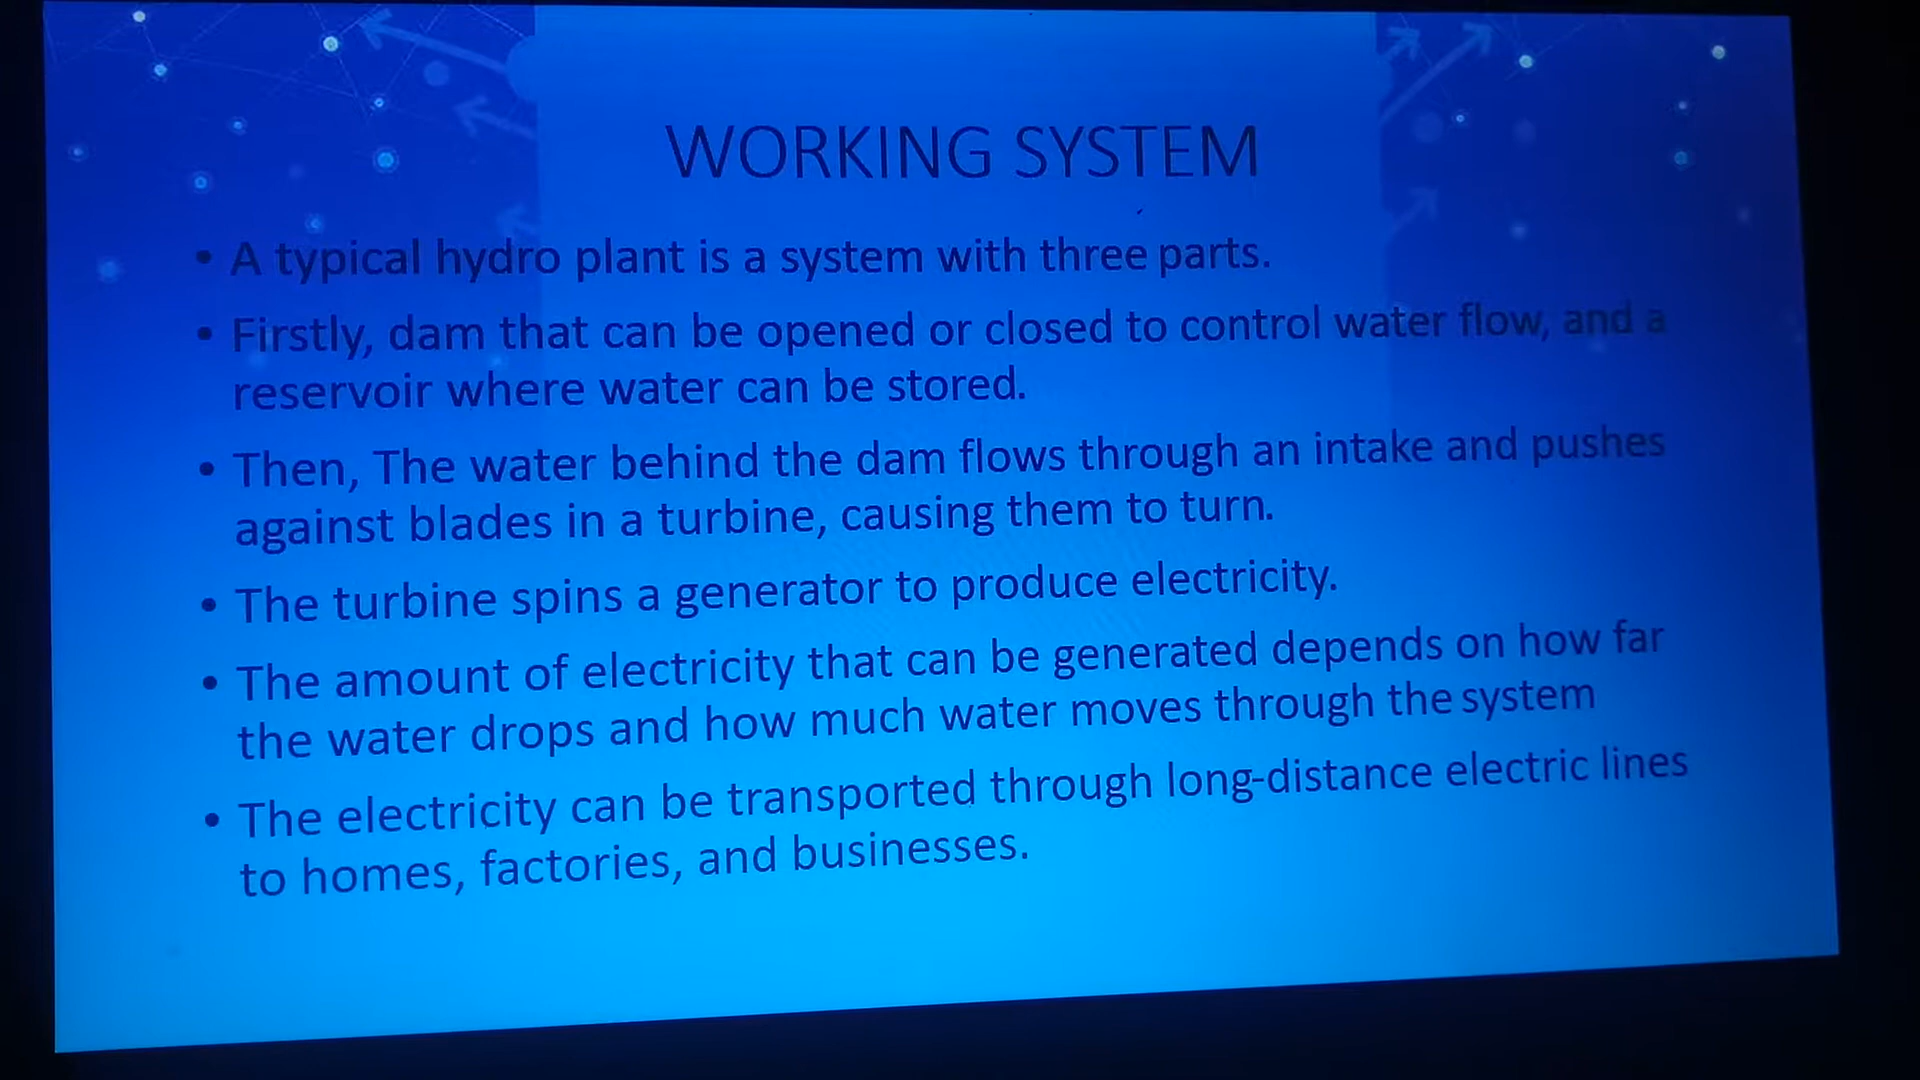 WORKING SYSTEM
• A typical hydro plant is a system with three parts.
• Firstly, dam that can be opened or closed to control water flow, and a
reservoir where water can be stored.
• Then, The water behind the dam flows through an intake and pushes
against blades in a turbine, causing them to turn.
• The turbine spins a generator to produce electricity.
• The amount of electricity that can be generated depends on how far
the water drops and how much water moves through the system
• The electricity can be transported through long-distance electric lines
to homes, factories, and businesses.